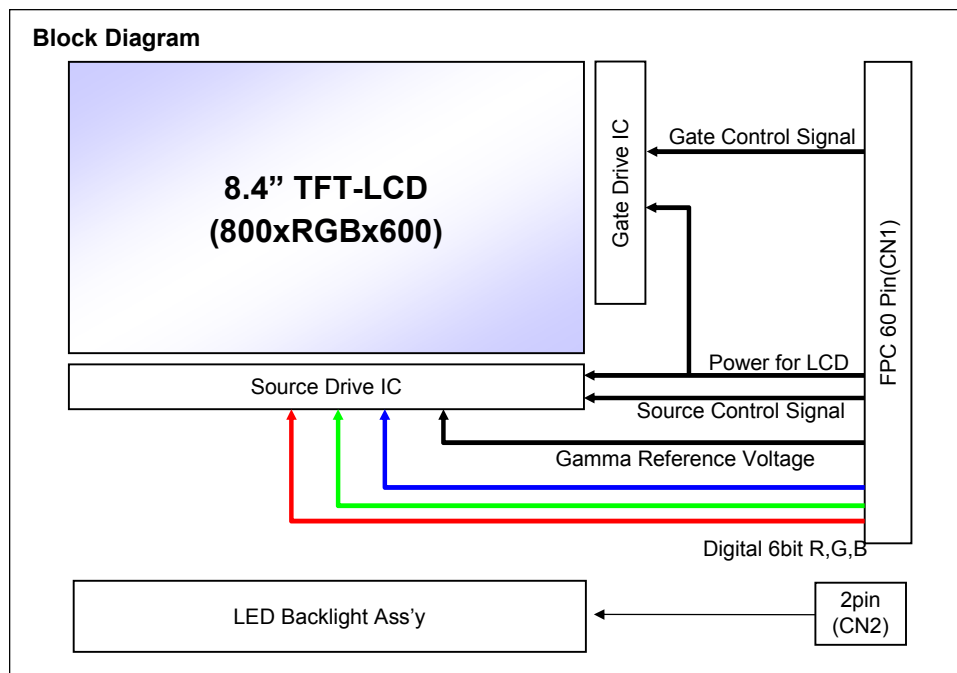 Block Diagram
8.4” TFT-LCD
(800xRGBx600)
Gate Drive IC
Gate Control Signal
FPC 60 Pin(CN1)
Power for LCD
Source Drive IC
Source Control Signal
Gamma Reference Voltage
Digital 6bit R,G,B
LED Backlight Ass’y
2pin
(CN2)